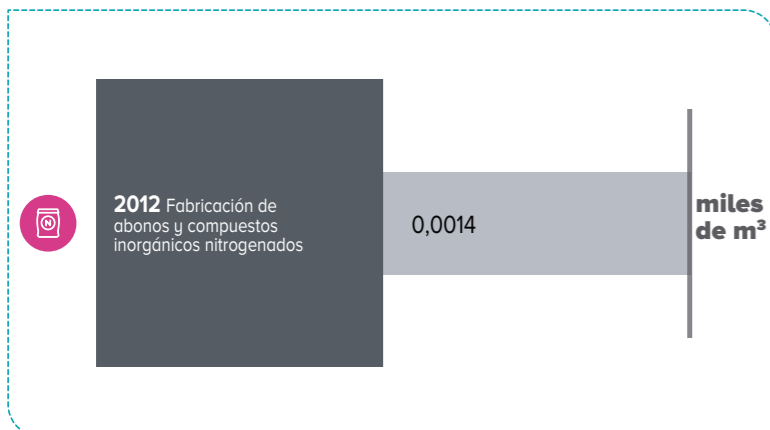 2012 Fabricación de
abonos y compuestos
inorgánicos nitrogenados
N
0,0014
miles
de m³